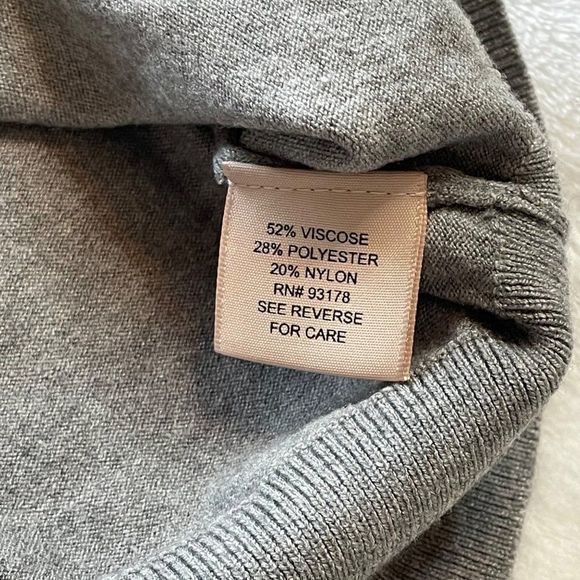 52% VISCOSE
28% POLYESTER
20% NYLON
RN# 93178
SEE REVERSE
FOR CARE